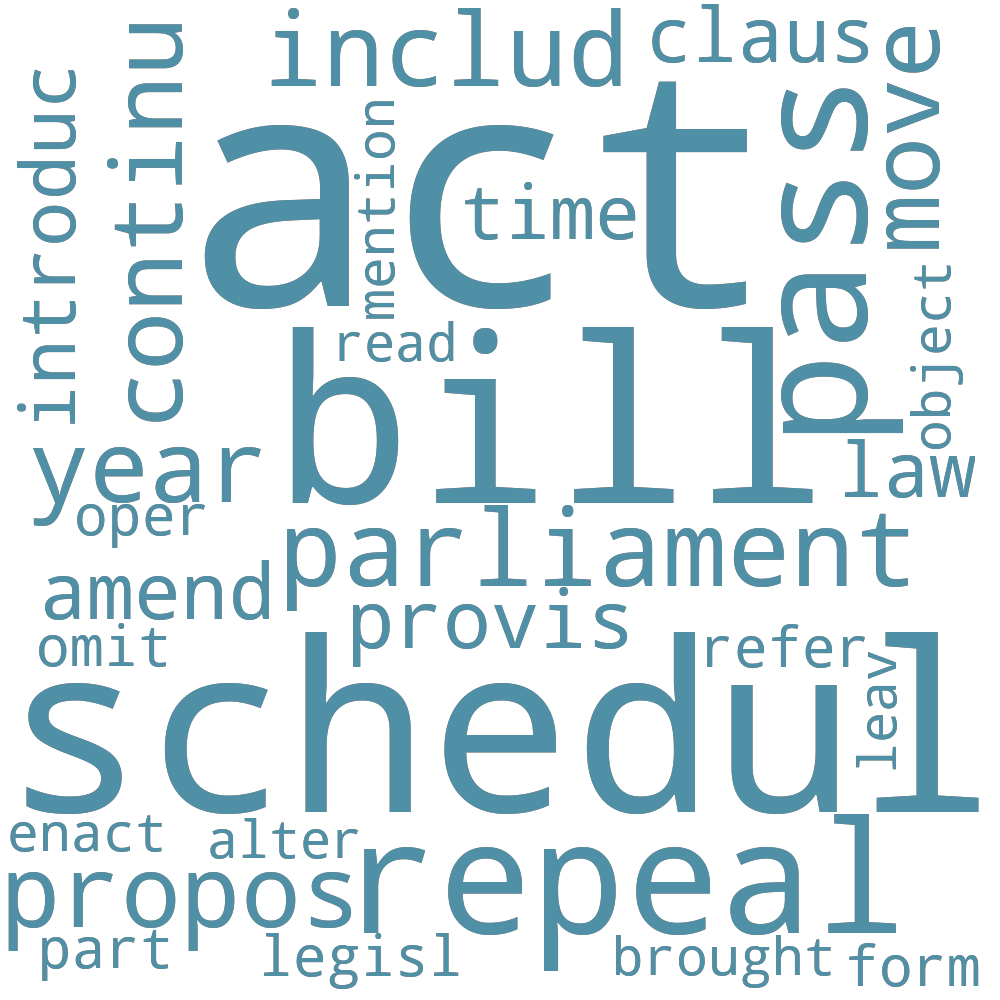 includ
claus
introduc
continu
mention
act
time
pass
move
read
object
bill
year
law
oper
parliament
amend
provis
omit
refer
leav
schedul
enact
alter
propos
repeal
part
legisl
brought
form